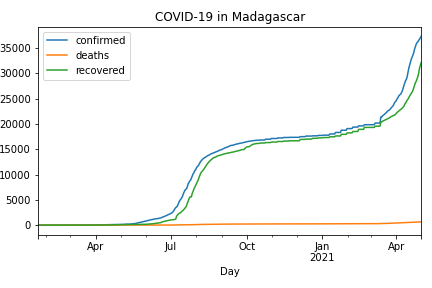 COVID-19 in Madagascar
confirmed
deaths
recovered
35000
30000
25000
20000
15000
10000
5000
0
Apr Jul Oct Jan Apr
2021
Day